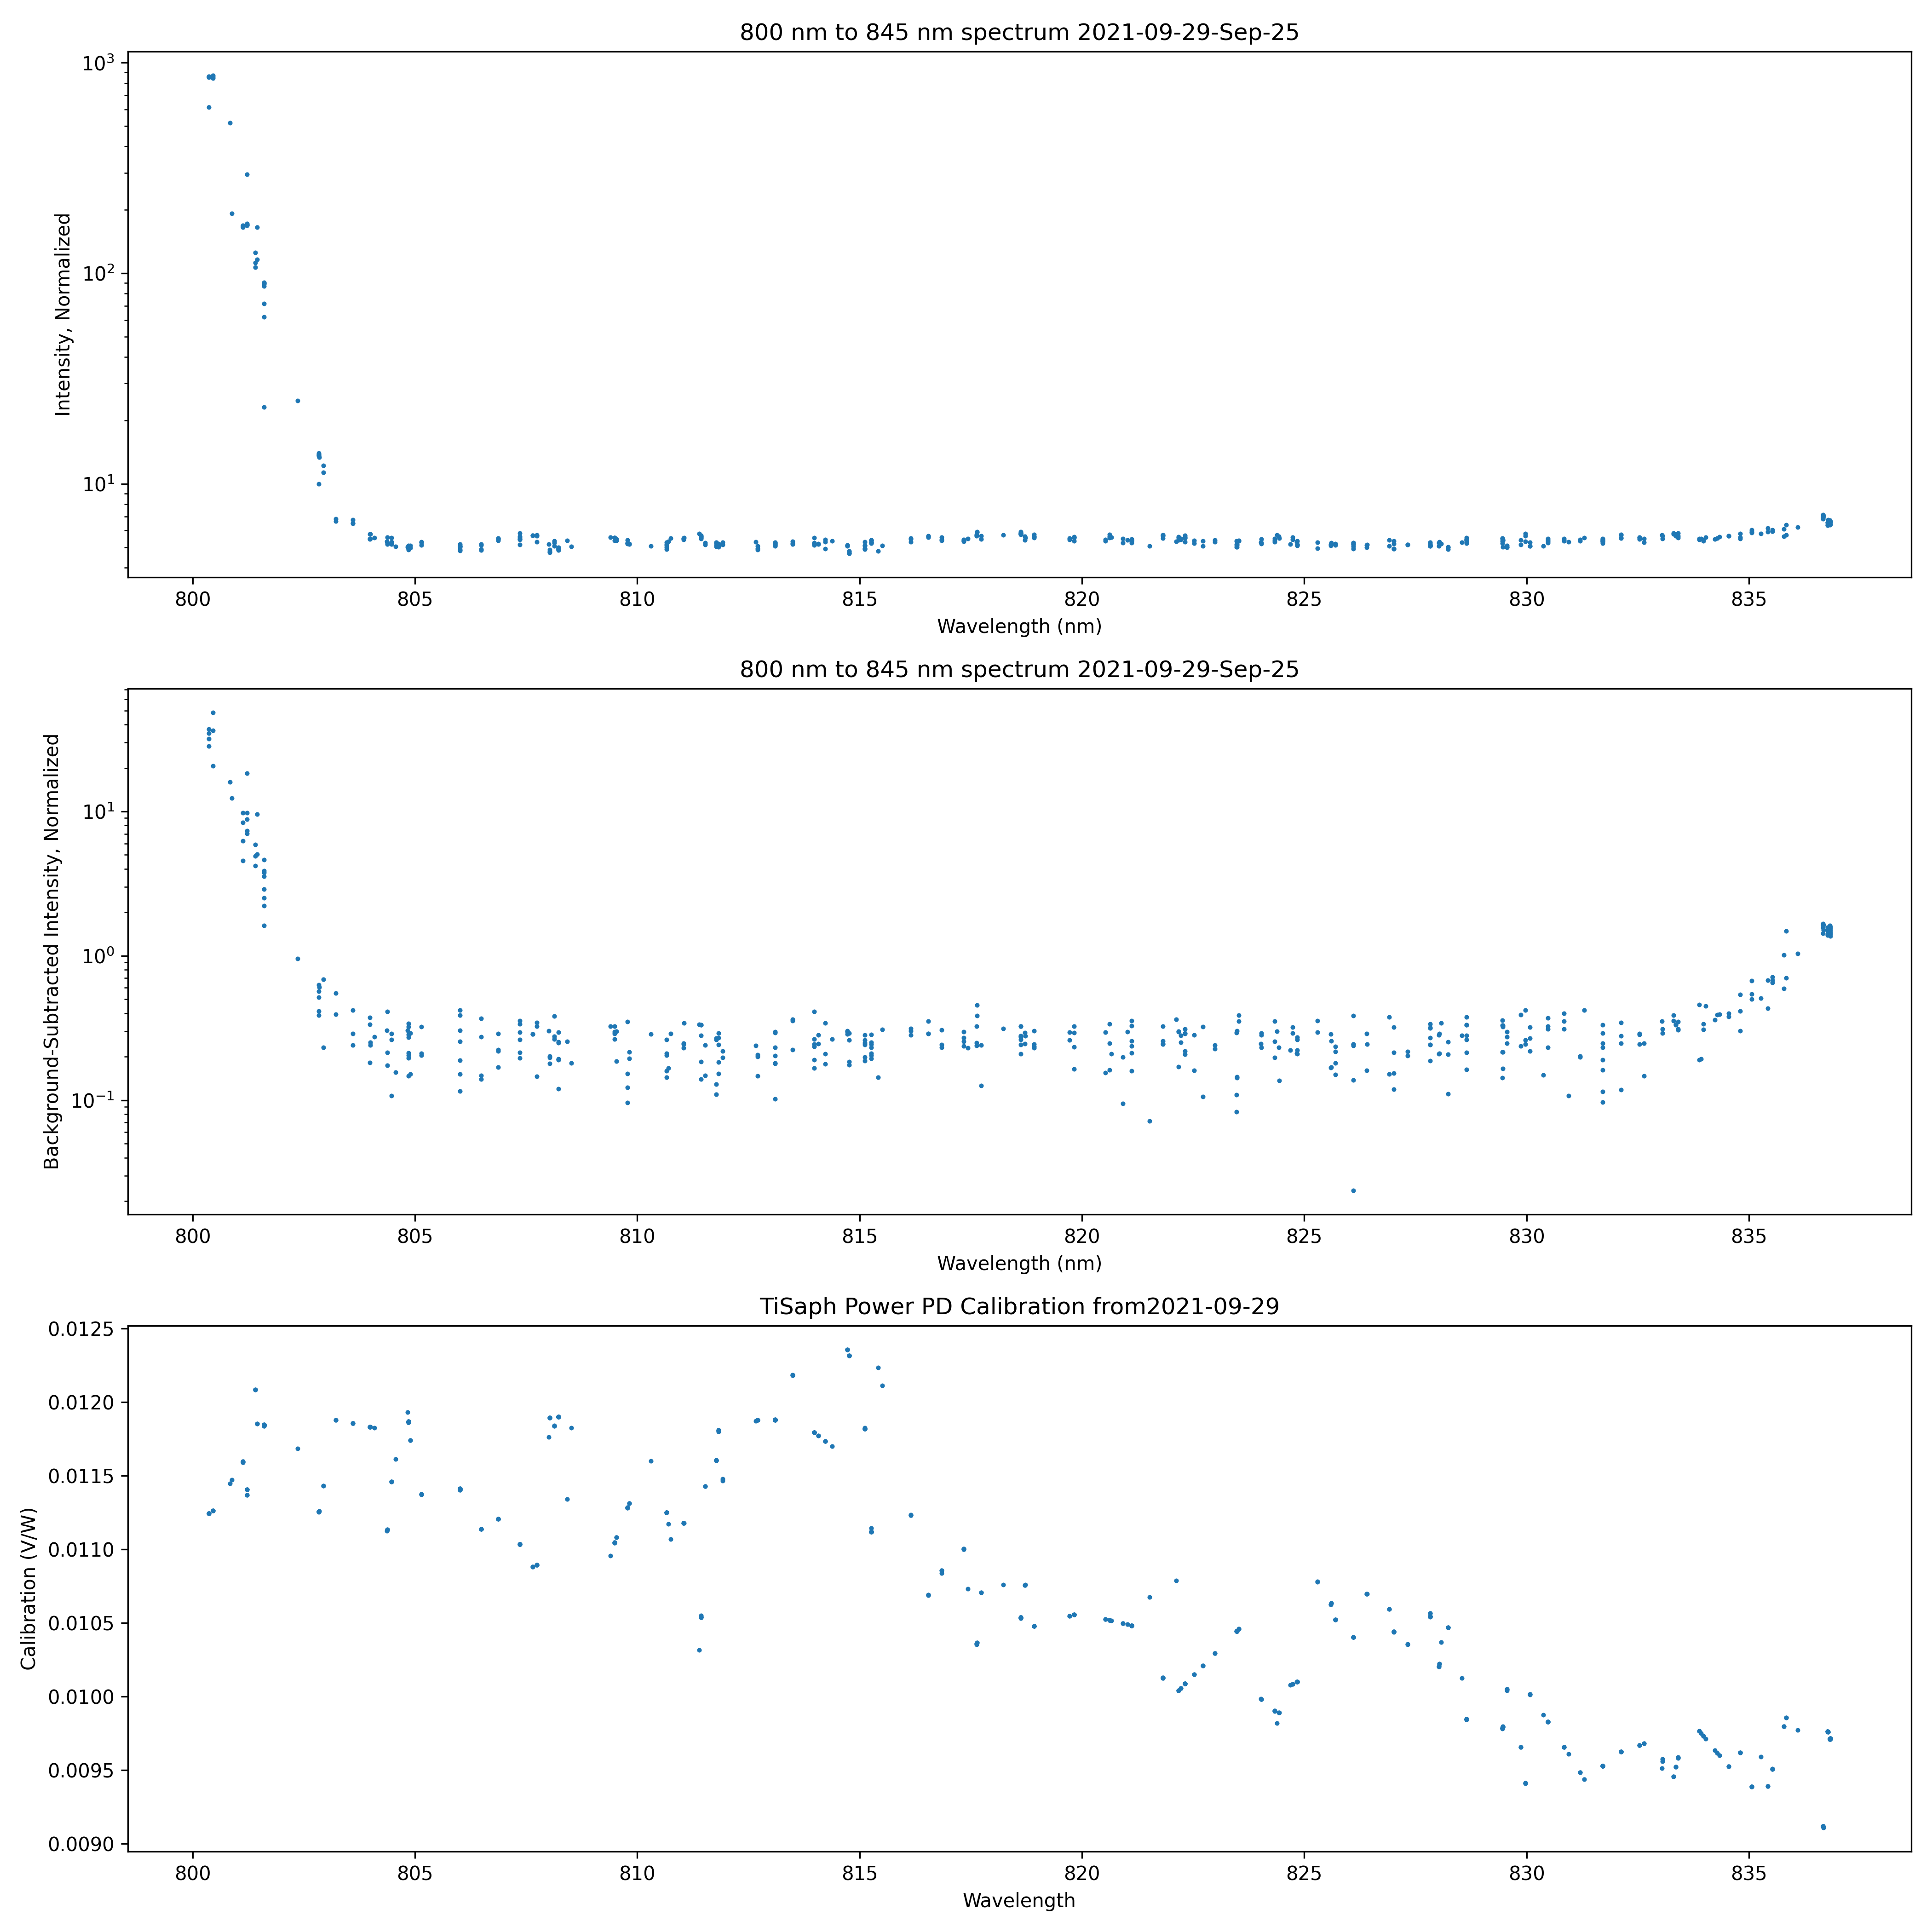 800 nm to 845 nm spectrum 2021-09-29-Sep-25
Intensity, Normalized
10³
10²
10¹
800 805 810 815 820 825 830 835
Wavelength (nm)
800 nm to 845 nm spectrum 2021-09-29-Sep-25
Background-Subtracted Intensity, Normalized
10¹
10⁰
10⁻¹
800 805 810 815 820 825 830 835
Wavelength (nm)
TiSaph Power PD Calibration from2021-09-29
Calibration (V/W)
0.0125
0.0120
0.0115
0.0110
0.0105
0.0100
0.0095
0.0090
800 805 810 815 820 825 830 835
Wavelength